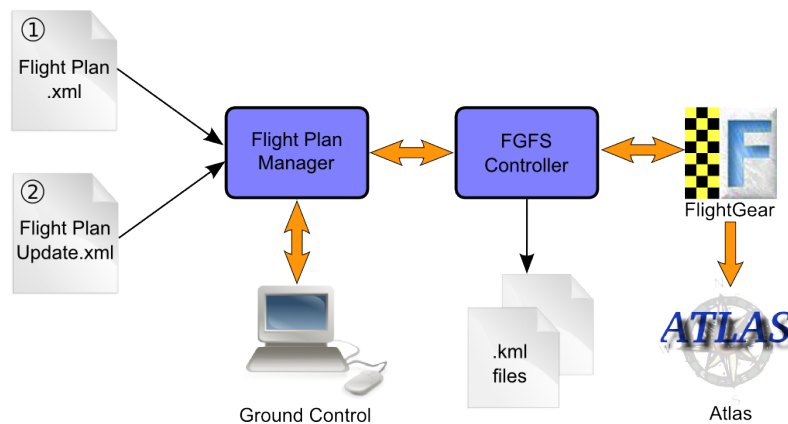 ①
Flight Plan
.xml
②
Flight Plan
Update.xml
Flight Plan
Manager
FGFS
Controller
F
FlightGear
Ground Control
.kml
files
N
ATLAS
Atlas